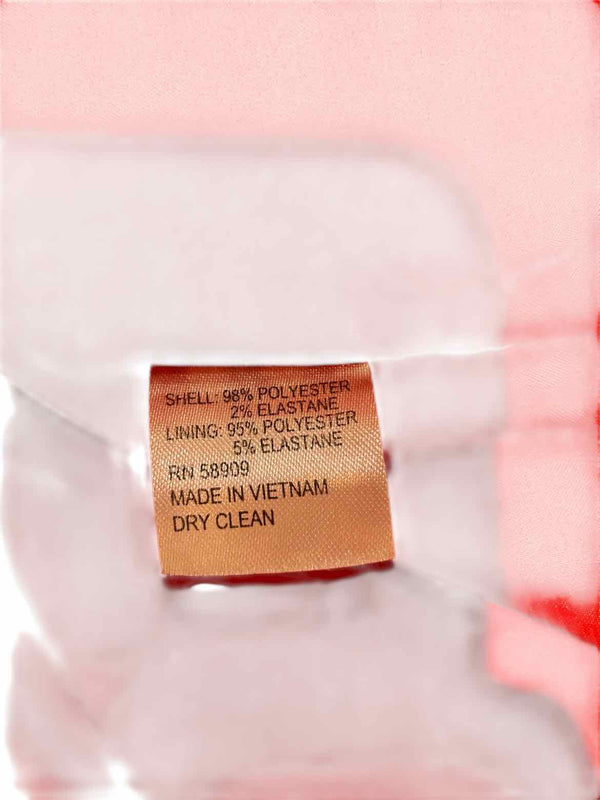 SHELL: 98% POLYESTER
2% ELASTANE
LINING: 95% POLYESTER
5% ELASTANE
RN 58909
MADE IN VIETNAM
DRY CLEAN